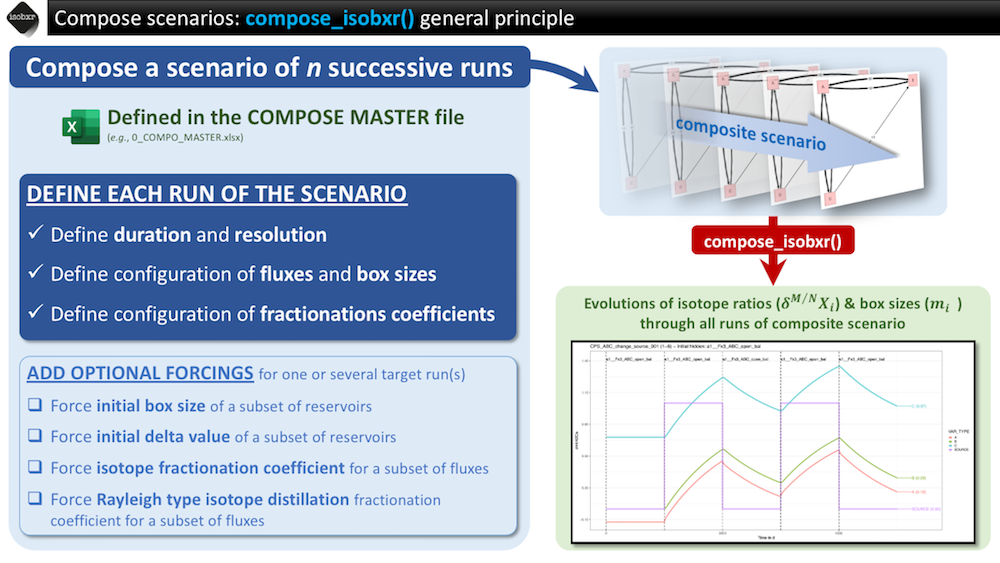 isobxr
Compose scenarios: compose_isobxr() general principle
Compose a scenario of n successive runs
Defined in the COMPOSE MASTER file
(e.g., 0_COMPO_MASTER.xlsx)
DEFINE EACH RUN OF THE SCENARIO
✓ Define duration and resolution
✓ Define configuration of fluxes and box sizes
✓ Define configuration of fractionations coefficients
ADD OPTIONAL FORCINGS for one or several target run(s)
❑ Force initial box size of a subset of reservoirs
❑ Force initial delta value of a subset of reservoirs
❑ Force isotope fractionation coefficient for a subset of fluxes
❑ Force Rayleigh type isotope distillation fractionation
coefficient for a subset of fluxes
composite scenario
compose_isobxr()
Evolutions of isotope ratios (δ^{M/N}X_i) & box sizes (m_i )
through all runs of composite scenario
VAR_TYPE
A
B
C
SOURCE
Time in d